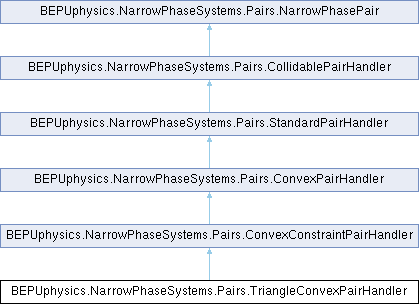 BEPUphysics.NarrowPhaseSystems.Pairs.NarrowPhasePair
BEPUphysics.NarrowPhaseSystems.Pairs.CollidablePairHandler
BEPUphysics.NarrowPhaseSystems.Pairs.StandardPairHandler
BEPUphysics.NarrowPhaseSystems.Pairs.ConvexPairHandler
BEPUphysics.NarrowPhaseSystems.Pairs.ConvexConstraintPairHandler
BEPUphysics.NarrowPhaseSystems.Pairs.TriangleConvexPairHandler